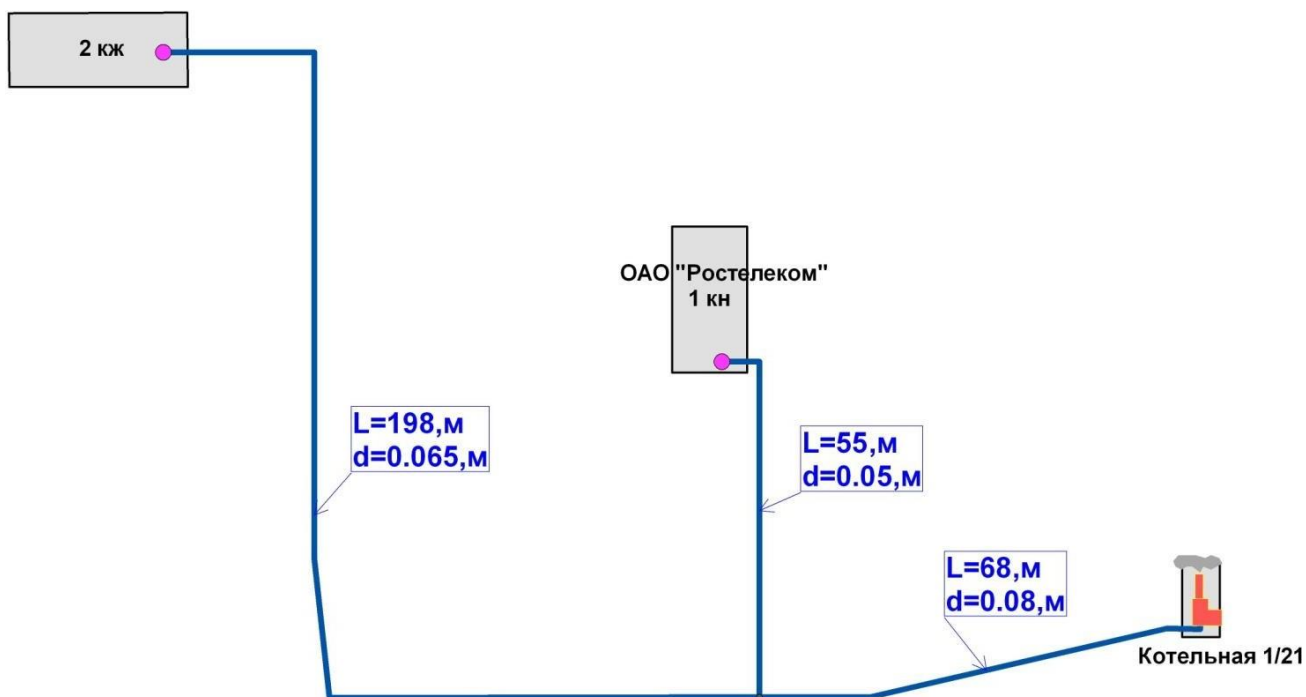 2 кж
ОАО "Ростелеком"
1 кн
L=198,м
d=0.065,м
L=55,м
d=0.05,м
L=68,м
d=0.08,м
Котельная 1/21